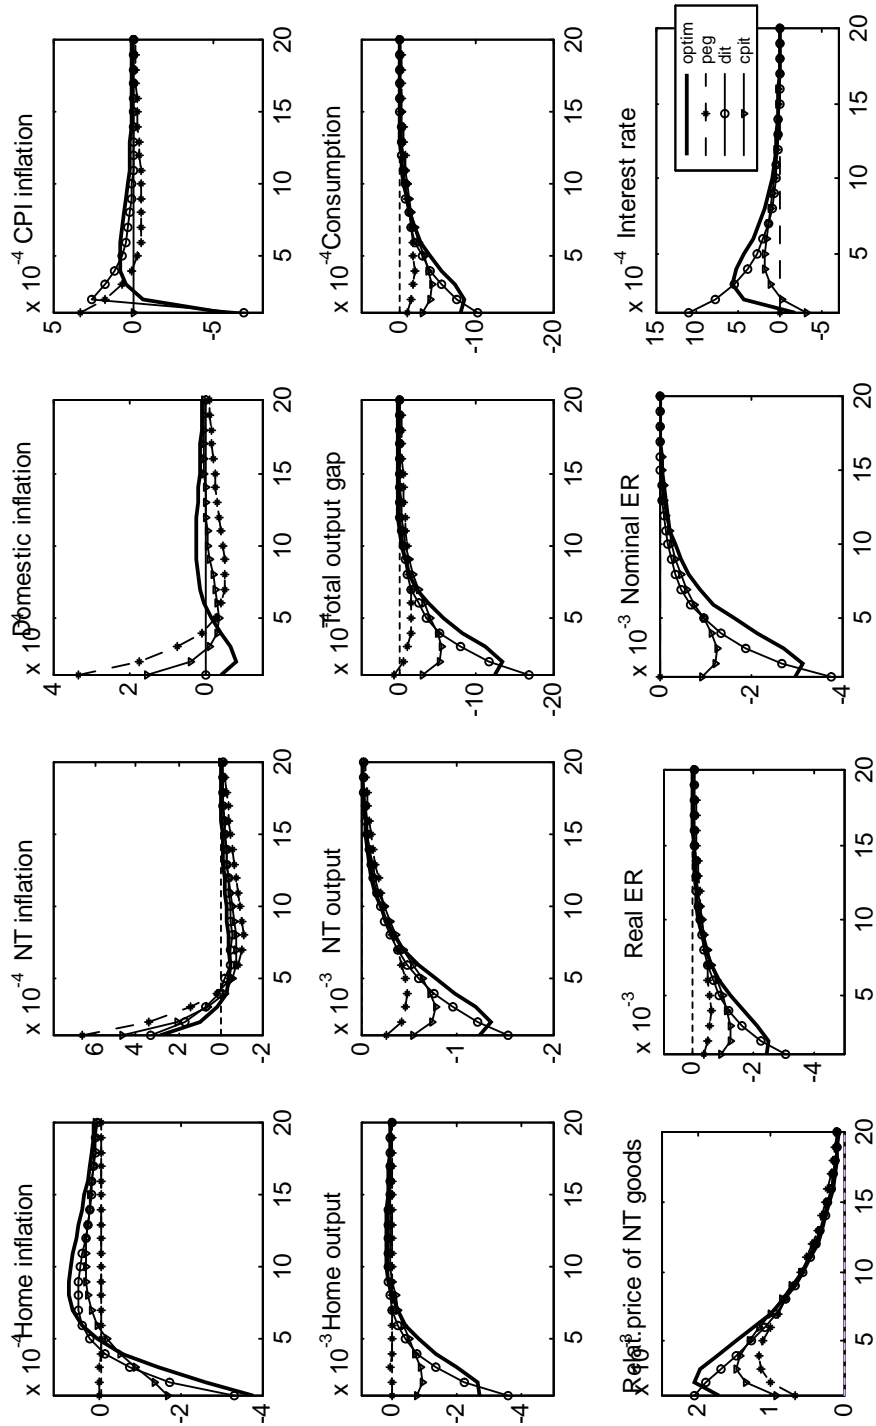 x 10⁻⁴Home inflation
0
-2
-4
5 10 15 20
x 10⁻⁴ NT inflation
6
4
2
0
-2
5 10 15 20
x 10⁻⁴
Domestic inflation
4
2
0
5 10 15 20
x 10⁻⁴ CPI inflation
5
0
-5
5 10 15 20
x 10⁻³Home output
0
-2
-4
5 10 15 20
x 10⁻³ NT output
0
-1
-2
5 10 15 20
x 10
Total output gap
0
-10
-20
5 10 15 20
x 10⁻⁴Consumption
0
-10
-20
5 10 15 20
Relat. price of NT goods
x 10⁻³
2
1
0
5 10 15 20
x 10⁻³ Real ER
0
-2
-4
5 10 15 20
x 10⁻³ Nominal ER
0
-2
-4
5 10 15 20
x 10⁻⁴ Interest rate
15
10
5
0
-5
5 10 15 20
optim
peg
dit
cpit